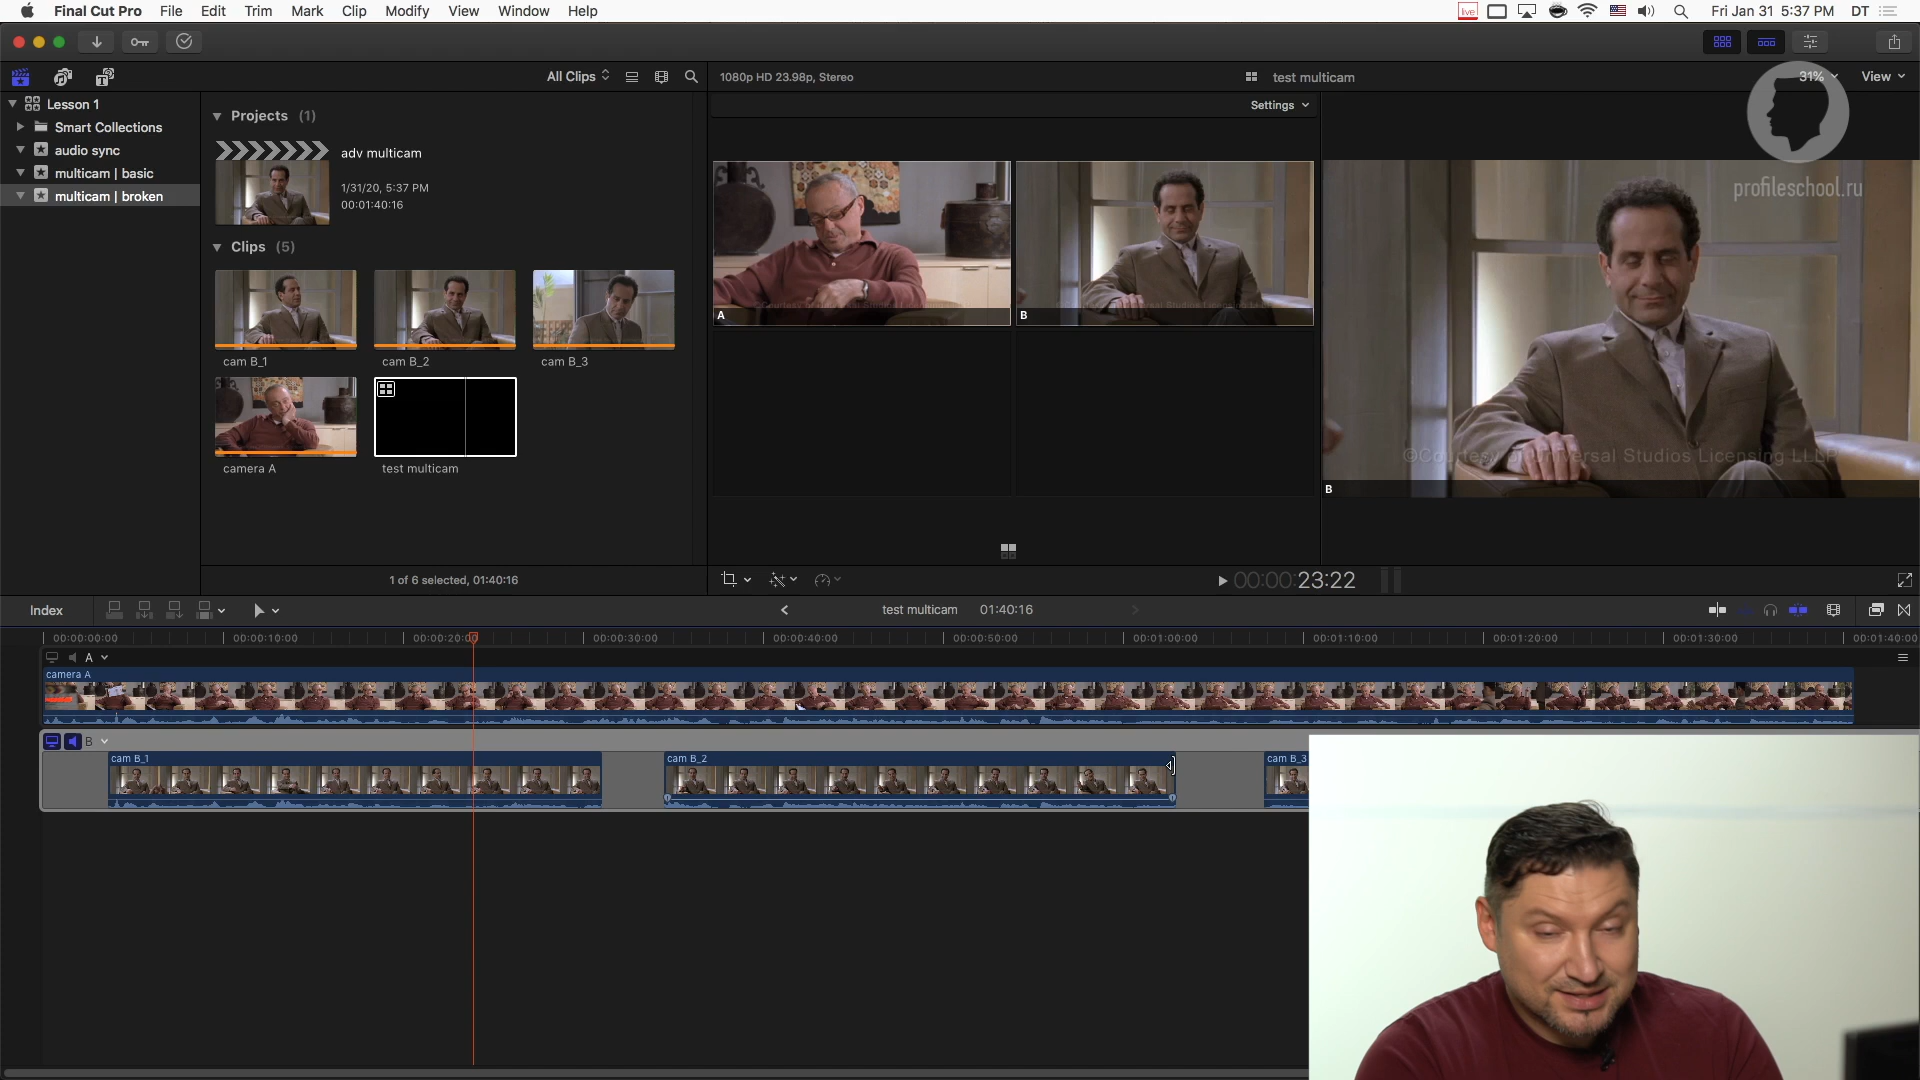 Final Cut Pro File Edit Trim Mark Clip Modify View Window Help live Fri Jan 31 5:37 PM DT
All Clips 1080p HD 23.98p, Stereo test multicam 31% View
Lesson 1
Smart Collections
audio sync
multicam | basic
multicam | broken
Projects (1)
adv multicam
1/31/20, 5:37 PM
00:01:40:16
Clips (5)
cam B_1 cam B_2 cam B_3
camera A test multicam
1 of 6 selected, 01:40:16
Settings
A B
profileschool.ru
©Courtesy of Universal Studios Licensing LLLP
B
00:00:23:22
Index test multicam 01:40:16
00:00:00:00 00:00:10:00 00:00:20:00 00:00:30:00 00:00:40:00 00:00:50:00 00:01:00:00 00:01:10:00 00:01:20:00 00:01:30:00 00:01:40:00
A
camera A
B
cam B_1 cam B_2 cam B_3